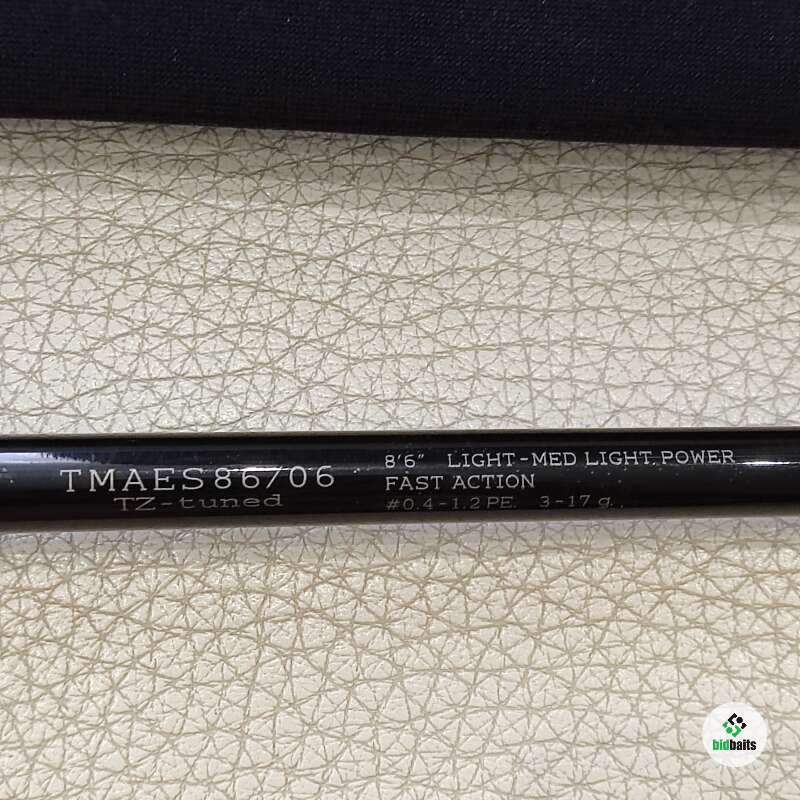 TMAES86/06
TZ-tuned
8'6" LIGHT-MED LIGHT POWER
FAST ACTION
#0.4-1.2 PE. 3-17 g.
bidbaits